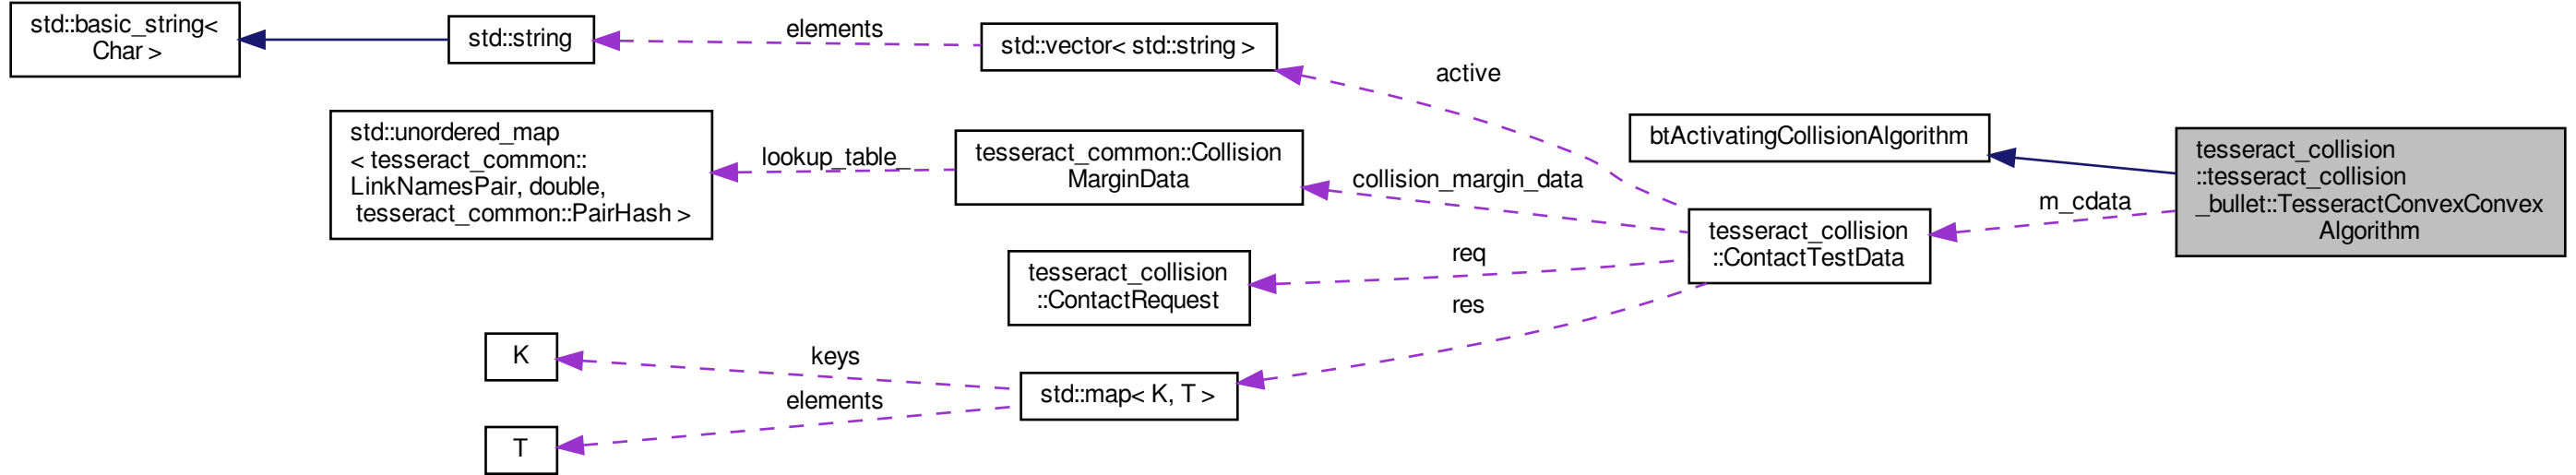 std::basic_string<
Char >
std::string
elements
std::vector< std::string >
active
std::unordered_map
< tesseract_common::
LinkNamesPair, double,
tesseract_common::PairHash >
lookup_table_
tesseract_common::Collision
MarginData
collision_margin_data
btActivatingCollisionAlgorithm
tesseract_collision
::tesseract_collision
_bullet::TesseractConvexConvex
Algorithm
m_cdata
tesseract_collision
::ContactTestData
req
tesseract_collision
::ContactRequest
res
K
keys
std::map< K, T >
elements
T